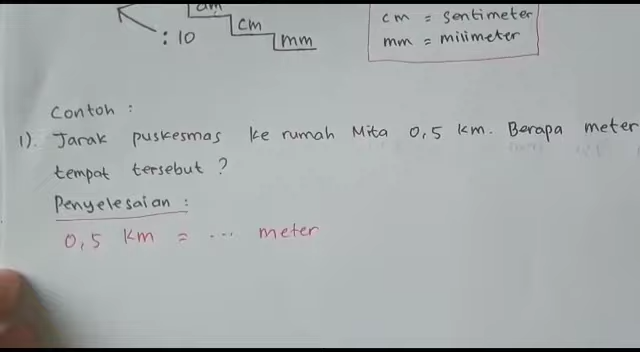 dm
cm
: 10
mm
cm = sentimeter
mm = milimeter
Contoh :
1). Jarak puskesmas ke rumah Mita 0,5 km. Berapa meter
tempat tersebut ?
Penyelesaian :
0,5 km = ... meter